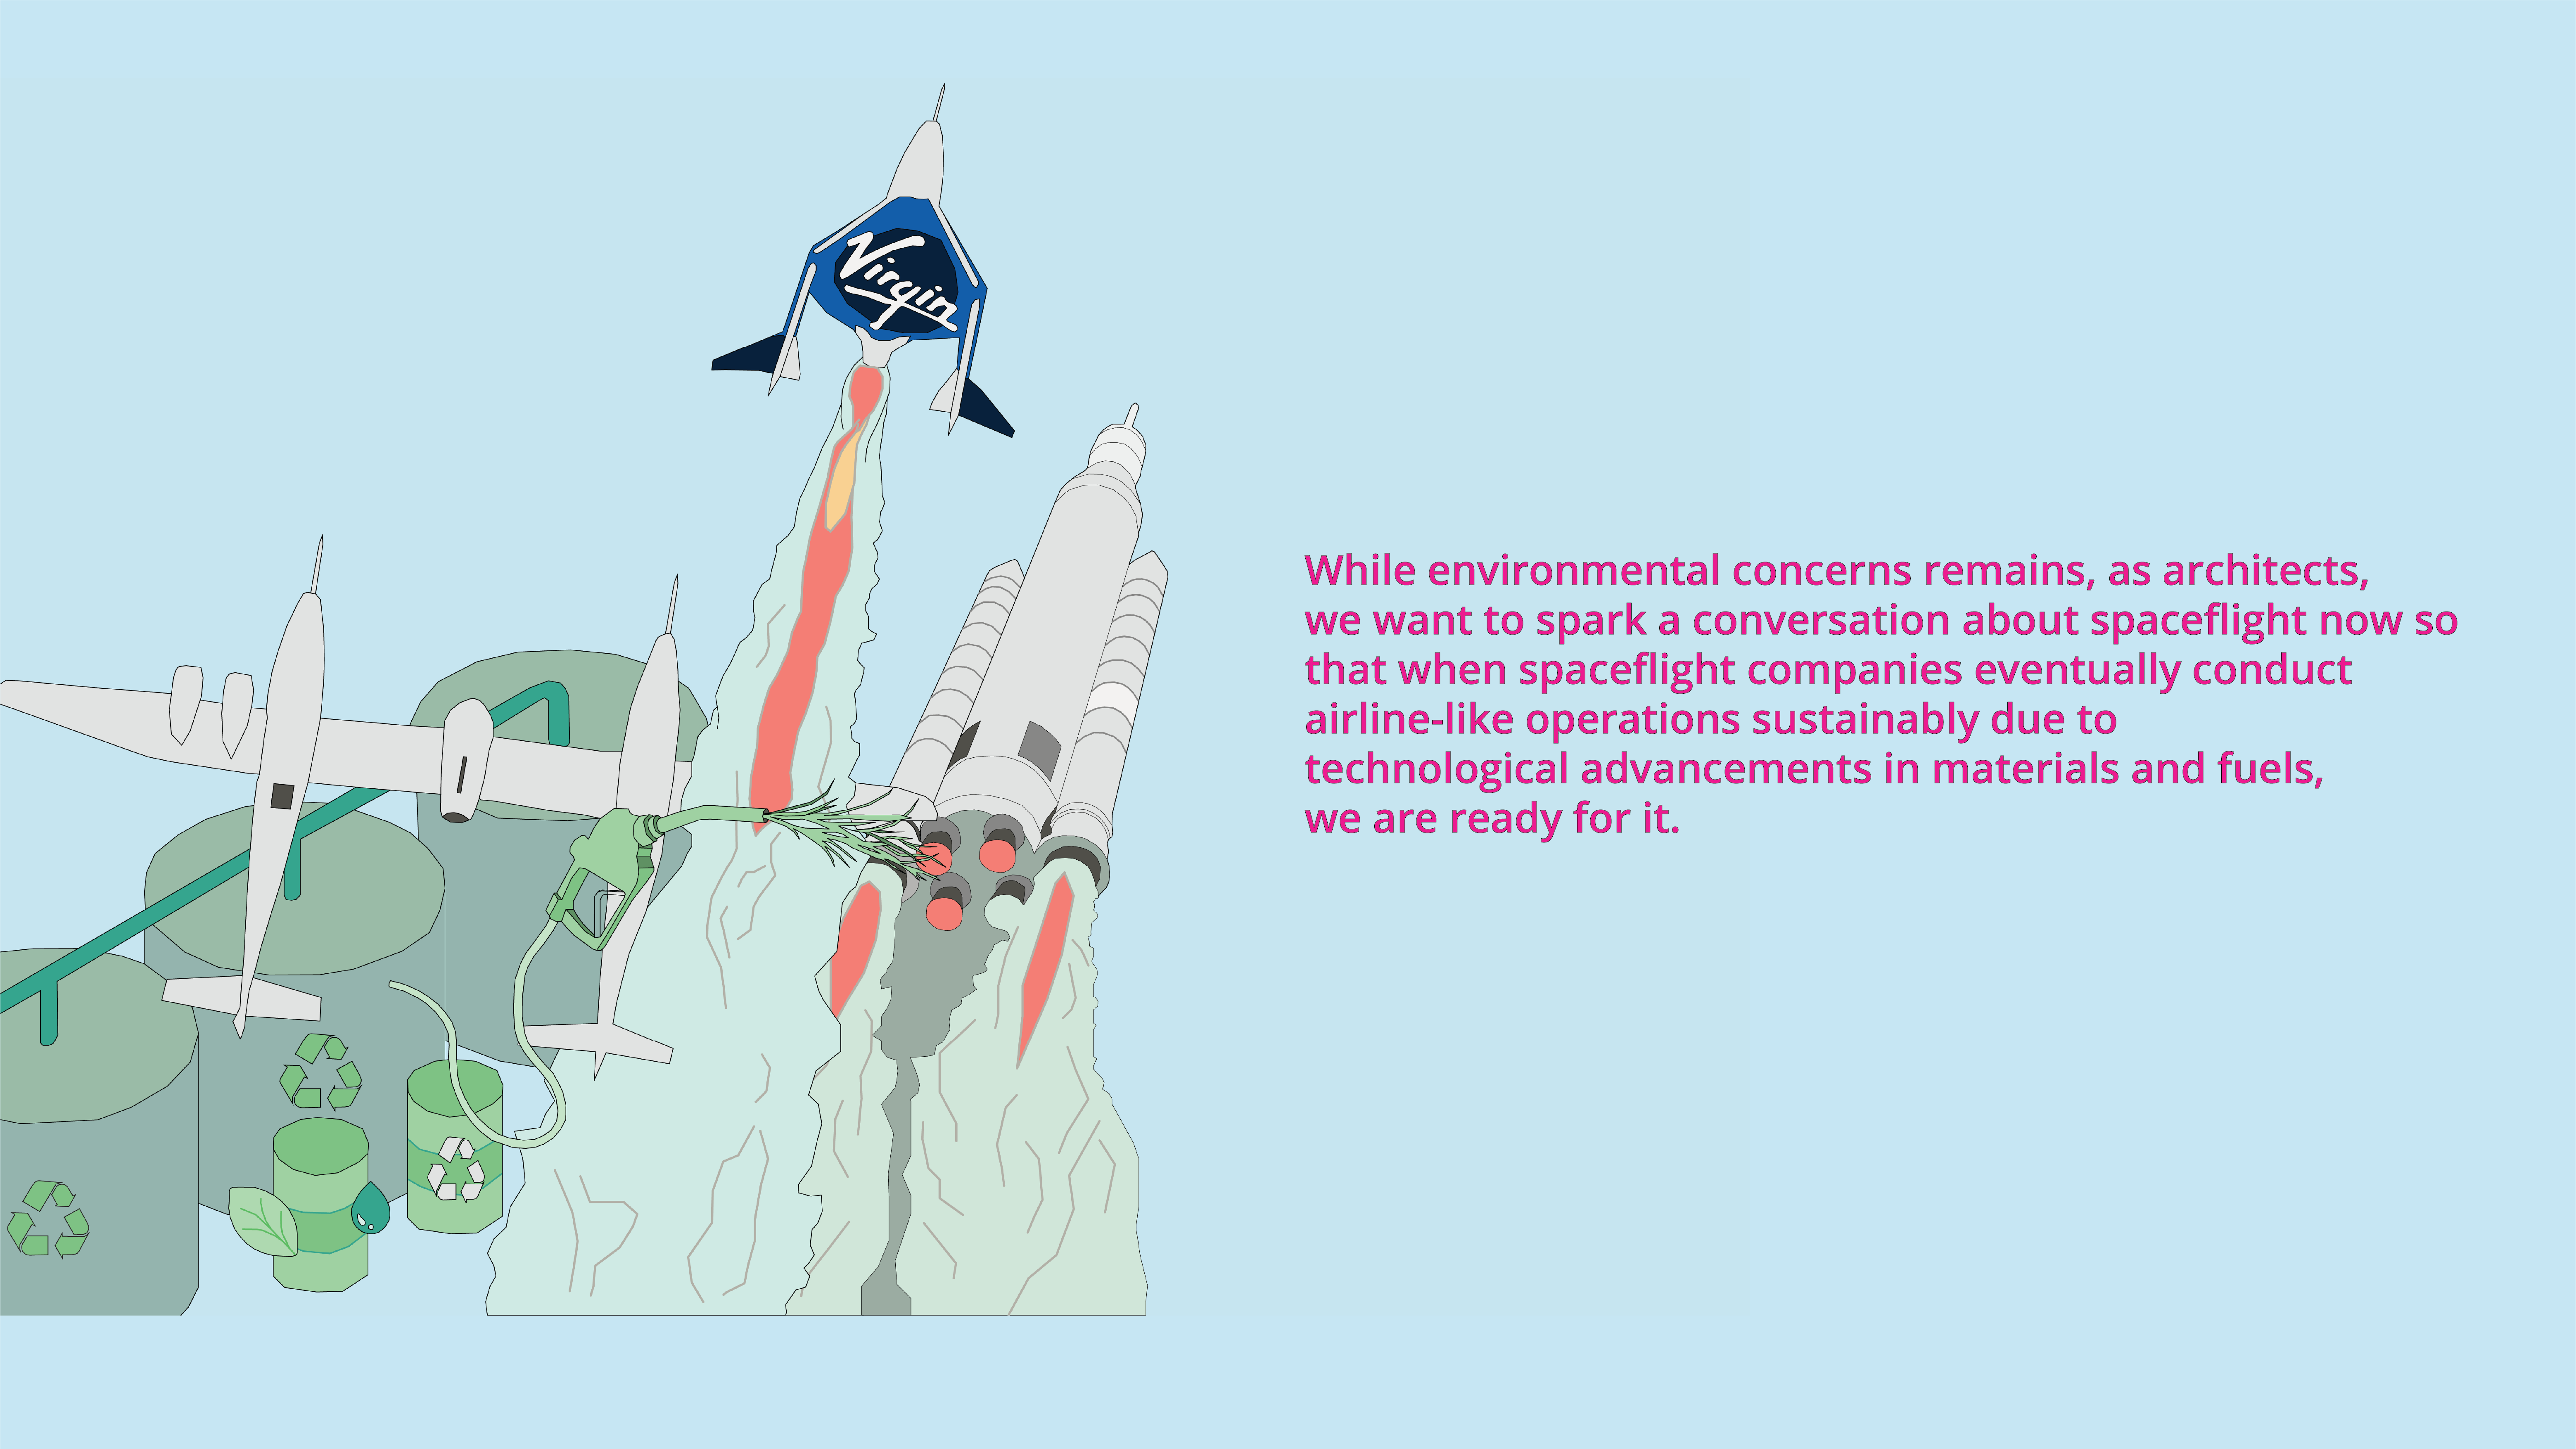 Virgin
While environmental concerns remains, as architects,
we want to spark a conversation about spaceflight now so
that when spaceflight companies eventually conduct
airline-like operations sustainably due to
technological advancements in materials and fuels,
we are ready for it.